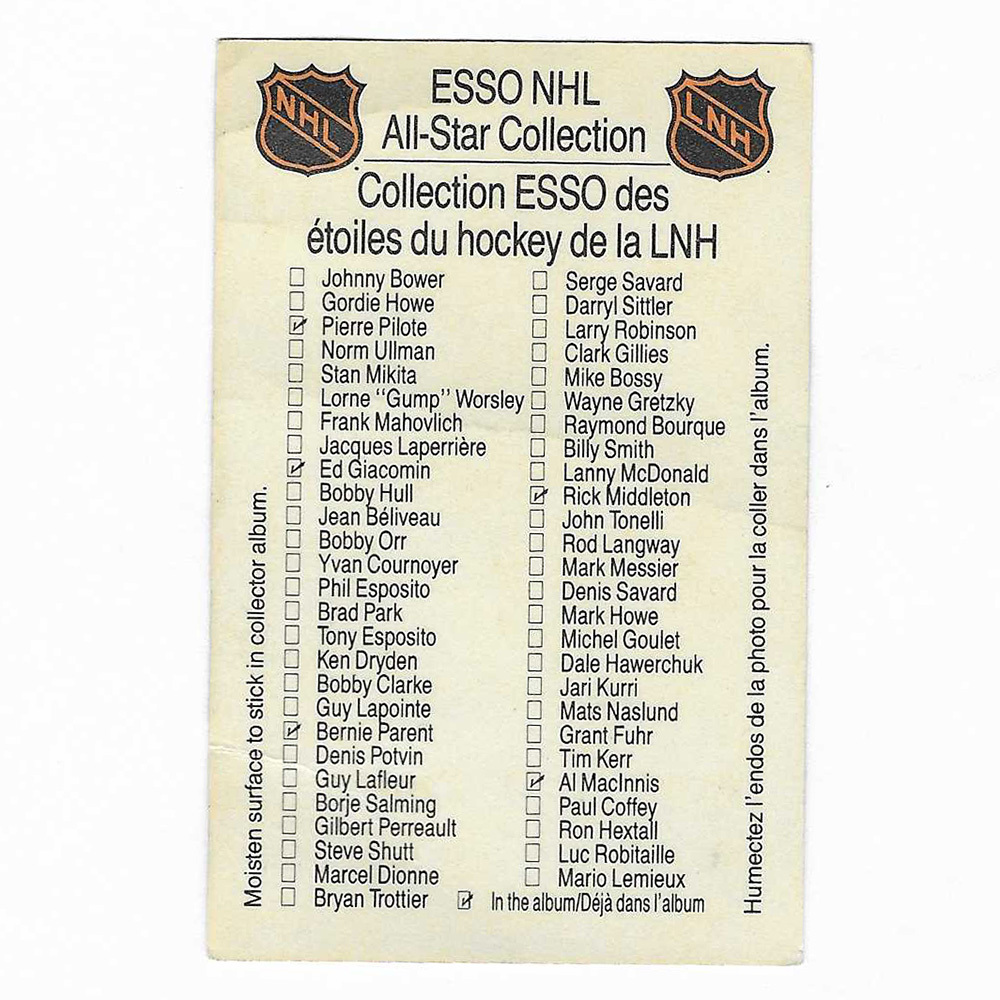 NHL
ESSO NHL
All-Star Collection
LNH
Collection ESSO des
étoiles du hockey de la LNH
☐ Johnny Bower
☐ Gordie Howe
☑ Pierre Pilote
☐ Norm Ullman
☐ Stan Mikita
☐ Lorne "Gump" Worsley
☐ Frank Mahovlich
☐ Jacques Laperrière
☑ Ed Giacomin
☐ Bobby Hull
☐ Jean Béliveau
☐ Bobby Orr
☐ Yvan Cournoyer
☐ Phil Esposito
☐ Brad Park
☐ Tony Esposito
☐ Ken Dryden
☐ Bobby Clarke
☐ Guy Lapointe
☑ Bernie Parent
☐ Denis Potvin
☐ Guy Lafleur
☐ Borje Salming
☐ Gilbert Perreault
☐ Steve Shutt
☐ Marcel Dionne
☐ Bryan Trottier
☐ Serge Savard
☐ Darryl Sittler
☐ Larry Robinson
☐ Clark Gillies
☐ Mike Bossy
☐ Wayne Gretzky
☐ Raymond Bourque
☐ Billy Smith
☐ Lanny McDonald
☑ Rick Middleton
☐ John Tonelli
☐ Rod Langway
☐ Mark Messier
☐ Denis Savard
☐ Mark Howe
☐ Michel Goulet
☐ Dale Hawerchuk
☐ Jari Kurri
☐ Mats Naslund
☐ Grant Fuhr
☐ Tim Kerr
☑ Al MacInnis
☐ Paul Coffey
☐ Ron Hextall
☐ Luc Robitaille
☐ Mario Lemieux
☑ In the album/Déjà dans l'album
Moisten surface to stick in collector album.
Humectez l'endos de la photo pour la coller dans l'album.